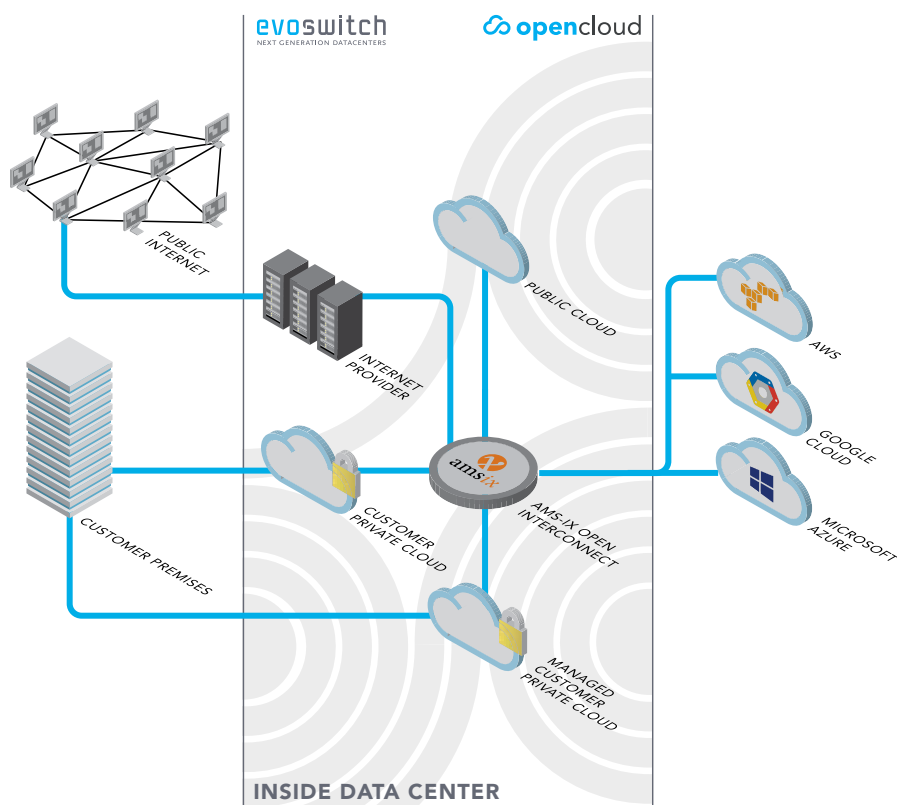 evoswitch
NEXT GENERATION DATACENTERS
opencloud
PUBLIC
INTERNET
PUBLIC CLOUD
AWS
INTERNET
PROVIDER
GOOGLE
CLOUD
amsix
CUSTOMER
PRIVATE CLOUD
AMS-IX OPEN
INTERCONNECT
MICROSOFT
AZURE
CUSTOMER PREMISES
MANAGED
CUSTOMER
PRIVATE CLOUD
INSIDE DATA CENTER